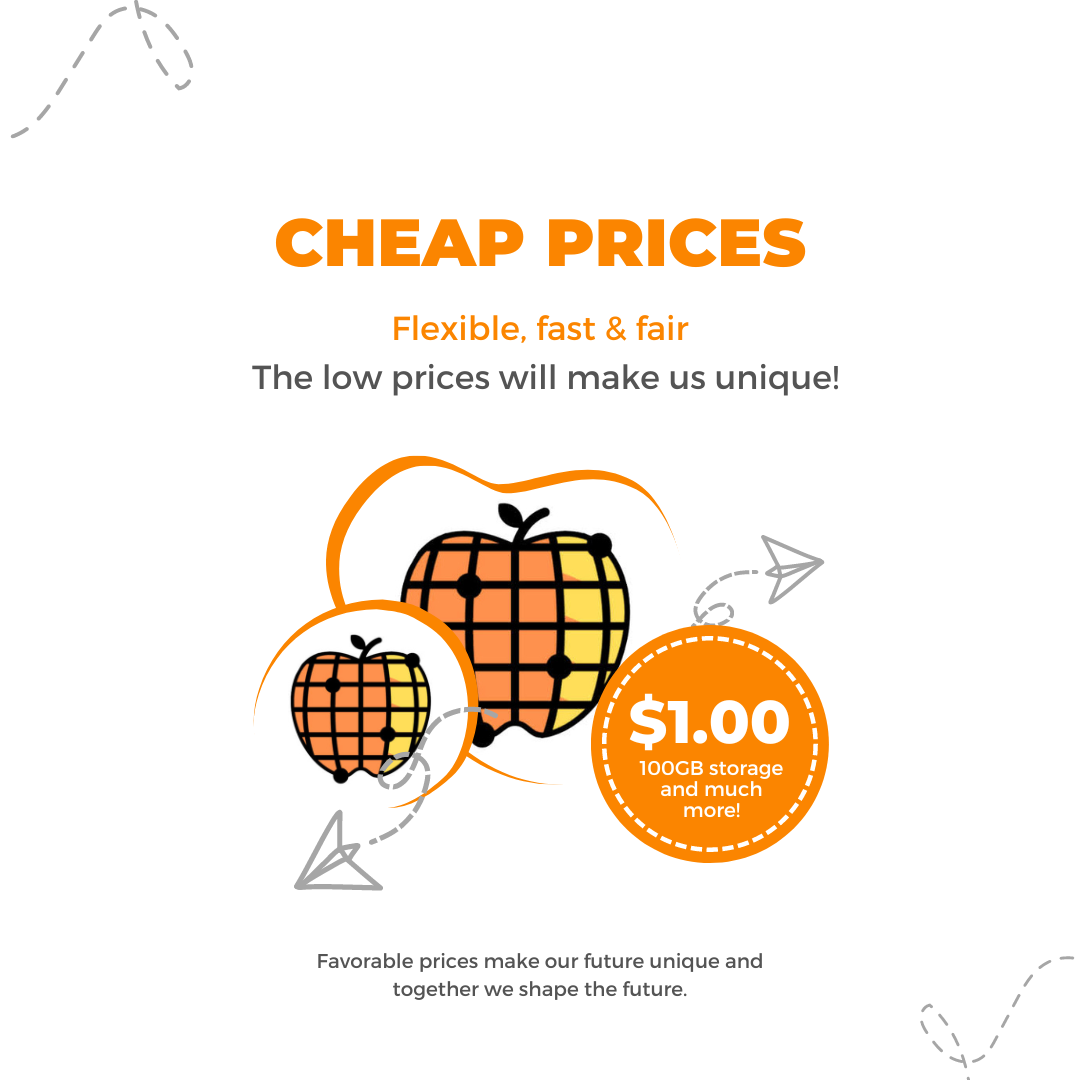 CHEAP PRICES
Flexible, fast & fair
The low prices will make us unique!
$1.00
100GB storage
and much
more!
Favorable prices make our future unique and
together we shape the future.